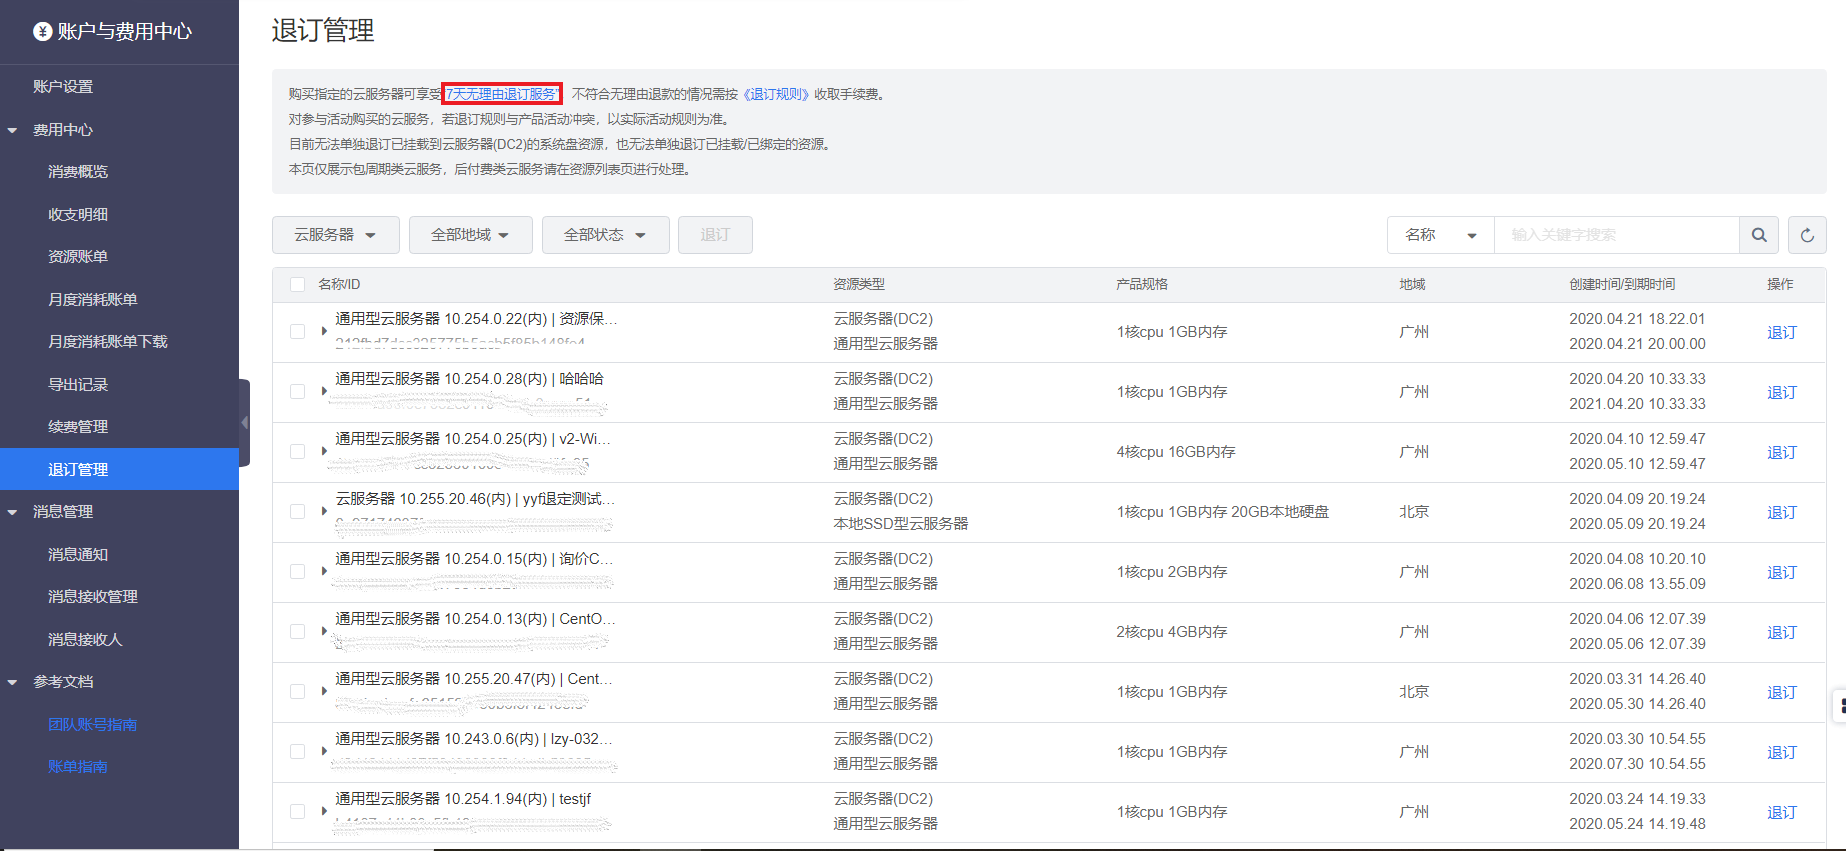 账户与费用中心
账户设置
费用中心
消费概览
收支明细
资源账单
月度消耗账单
月度消耗账单下载
导出记录
续费管理
退订管理
消息管理
消息通知
消息接收管理
消息接收人
参考文档
团队账号指南
账单指南
退订管理
购买指定的云服务器可享受"7天无理由退订服务" 不符合无理由退款的情况需按《退订规则》收取手续费。
对参与活动购买的云服务，若退订规则与产品活动冲突，以实际活动规则为准。
目前无法单独退订已挂载到云服务器(DC2)的系统盘资源，也无法单独退订已挂载/已绑定的资源。
本页仅展示包周期类云服务，后付费类云服务请在资源列表页进行处理。
云服务器 全部地域 全部状态 退订 名称 输入关键字搜索
名称/ID 资源类型 产品规格 地域 创建时间/到期时间 操作
通用型云服务器 10.254.0.22(内) | 资源保... 云服务器(DC2) 2020.04.21 18.22.01
1核cpu 1GB内存 广州 退订
通用型云服务器 2020.04.21 20.00.00
通用型云服务器 10.254.0.28(内) | 哈哈哈 云服务器(DC2) 2020.04.20 10.33.33
1核cpu 1GB内存 广州 退订
通用型云服务器 2021.04.20 10.33.33
通用型云服务器 10.254.0.25(内) | v2-Wi... 云服务器(DC2) 2020.04.10 12.59.47
4核cpu 16GB内存 广州 退订
通用型云服务器 2020.05.10 12.59.47
云服务器 10.255.20.46(内) | yyf退定测试... 云服务器(DC2) 2020.04.09 20.19.24
1核cpu 1GB内存 20GB本地硬盘 北京 退订
本地SSD型云服务器 2020.05.09 20.19.24
通用型云服务器 10.254.0.15(内) | 询价C... 云服务器(DC2) 2020.04.08 10.20.10
1核cpu 2GB内存 广州 退订
通用型云服务器 2020.06.08 13.55.09
通用型云服务器 10.254.0.13(内) | CentO... 云服务器(DC2) 2020.04.06 12.07.39
2核cpu 4GB内存 广州 退订
通用型云服务器 2020.05.06 12.07.39
通用型云服务器 10.255.20.47(内) | Cent... 云服务器(DC2) 2020.03.31 14.26.40
1核cpu 1GB内存 北京 退订
通用型云服务器 2020.05.30 14.26.40
通用型云服务器 10.243.0.6(内) | lzy-032... 云服务器(DC2) 2020.03.30 10.54.55
1核cpu 1GB内存 广州 退订
通用型云服务器 2020.07.30 10.54.55
通用型云服务器 10.254.1.94(内) | testjf 云服务器(DC2) 2020.03.24 14.19.33
1核cpu 1GB内存 广州 退订
通用型云服务器 2020.05.24 14.19.48